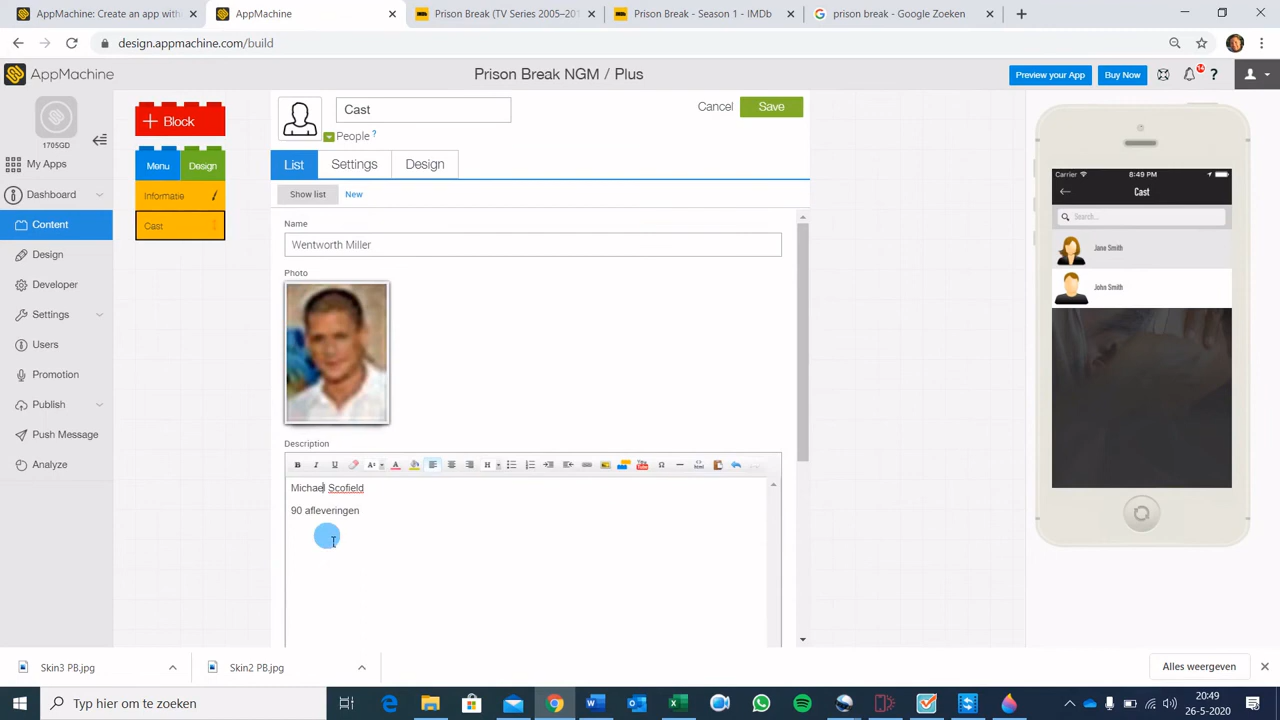 AppMachine: Create an app with
AppMachine
Prison Break (TV Series 2005–201
Prison Break - Season 1 - IMDb
prison break - Google Zoeken
design.appmachine.com/build
AppMachine
Prison Break NGM / Plus
Preview your App
Buy Now
14
?
1705GD
My Apps
Dashboard
Content
Design
Developer
Settings
Users
Promotion
Publish
Push Message
Analyze
+ Block
Menu
Design
Informatie
Cast
Cast
People ?
Cancel
Save
List
Settings
Design
Show list
New
Name
Wentworth Miller
Photo
Description
Michael Scofield
90 afleveringen
Carrier
8:49 PM
Cast
Search...
Jane Smith
John Smith
Skin3 PB.jpg
Skin2 PB.jpg
Alles weergeven
Typ hier om te zoeken
20:49
26-5-2020